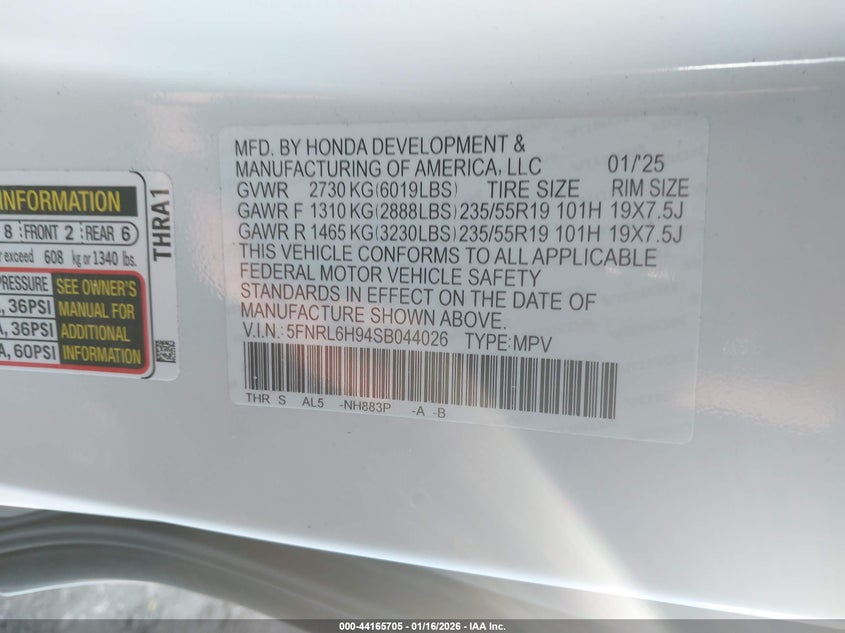 INFORMATION
8 FRONT 2 REAR 6
exceed 608 kg or 1340 lbs.
PRESSURE SEE OWNER'S
36PSI MANUAL FOR
36PSI ADDITIONAL
60PSI INFORMATION
THRA1
MFD. BY HONDA DEVELOPMENT &
MANUFACTURING OF AMERICA, LLC 01/'25
GVWR 2730 KG(6019LBS) TIRE SIZE RIM SIZE
GAWR F 1310 KG(2888LBS) 235/55R19 101H 19X7.5J
GAWR R 1465 KG(3230LBS) 235/55R19 101H 19X7.5J
THIS VEHICLE CONFORMS TO ALL APPLICABLE
FEDERAL MOTOR VEHICLE SAFETY
STANDARDS IN EFFECT ON THE DATE OF
MANUFACTURE SHOWN ABOVE.
V.I.N.: 5FNRL6H94SB044026 TYPE:MPV
THR S AL5 -NH883P -A -B
000-44165705 - 01/16/2026 - IAA Inc.